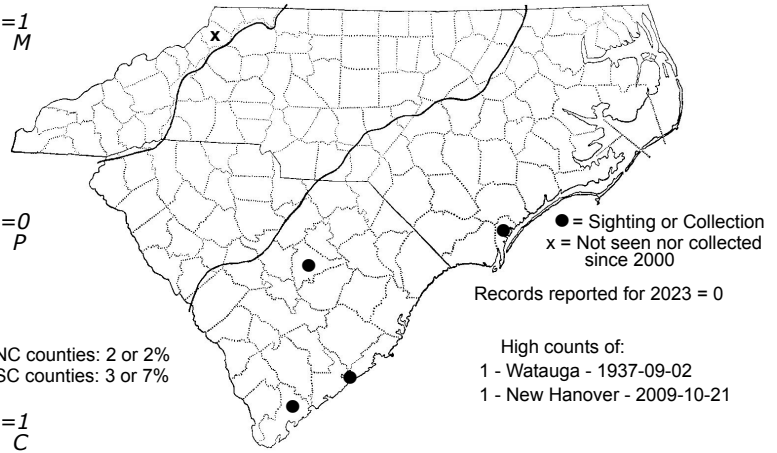 =1
M
x
=0
P
● = Sighting or Collection
x = Not seen nor collected
since 2000
Records reported for 2023 = 0
NC counties: 2 or 2%
SC counties: 3 or 7%
High counts of:
1 - Watauga - 1937-09-02
1 - New Hanover - 2009-10-21
=1
C